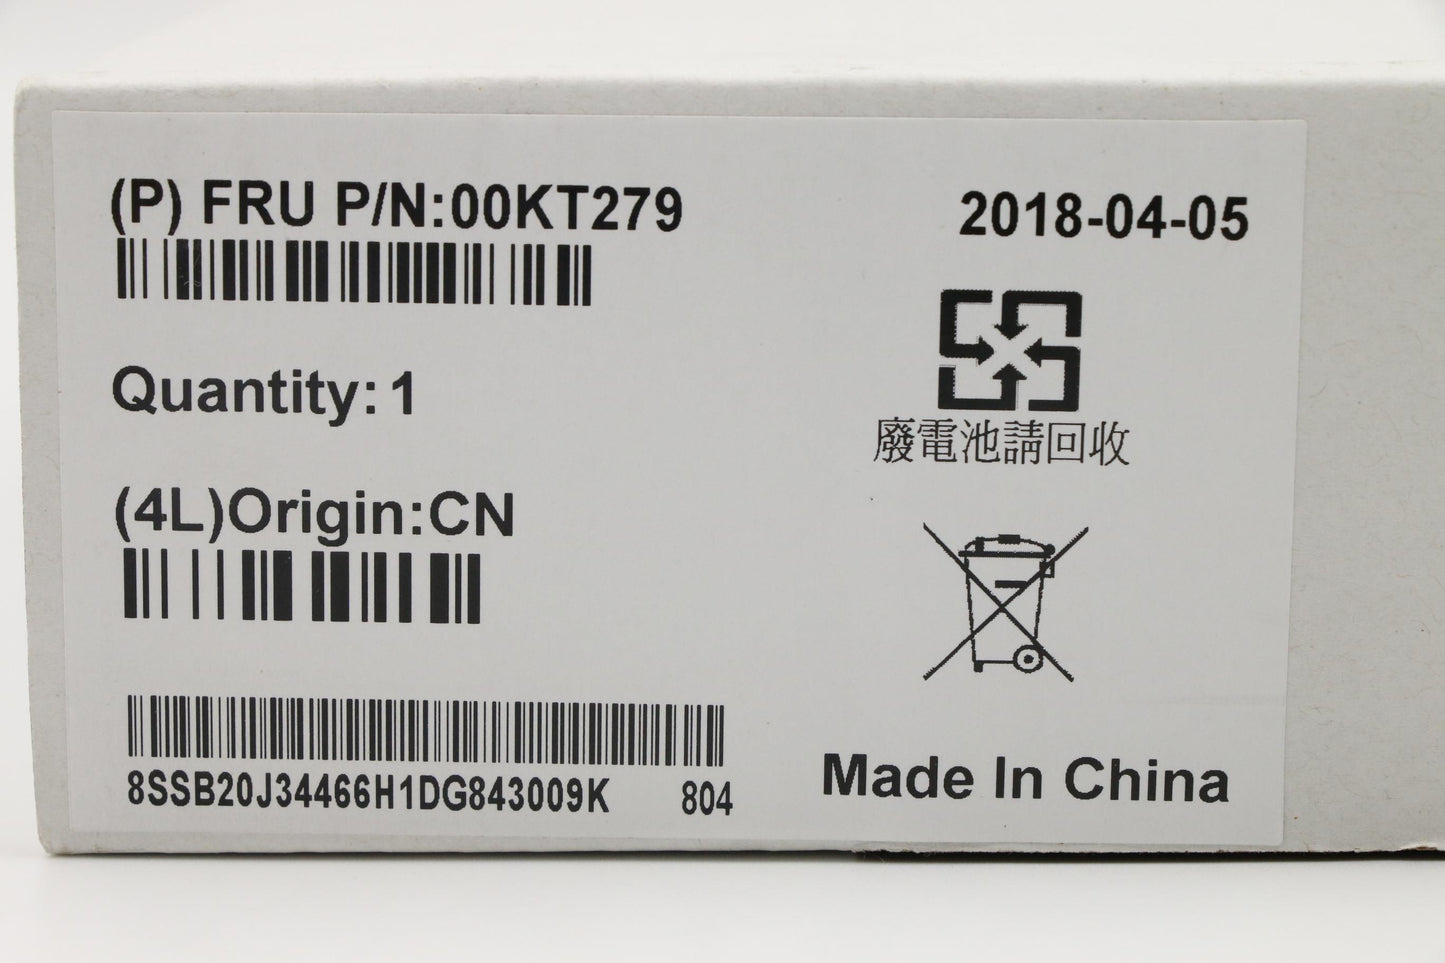 (P) FRU P/N:00KT279
2018-04-05
Quantity: 1
廢電池請回收
(4L)Origin:CN
8SSB20J34466H1DG843009K 804
Made In China